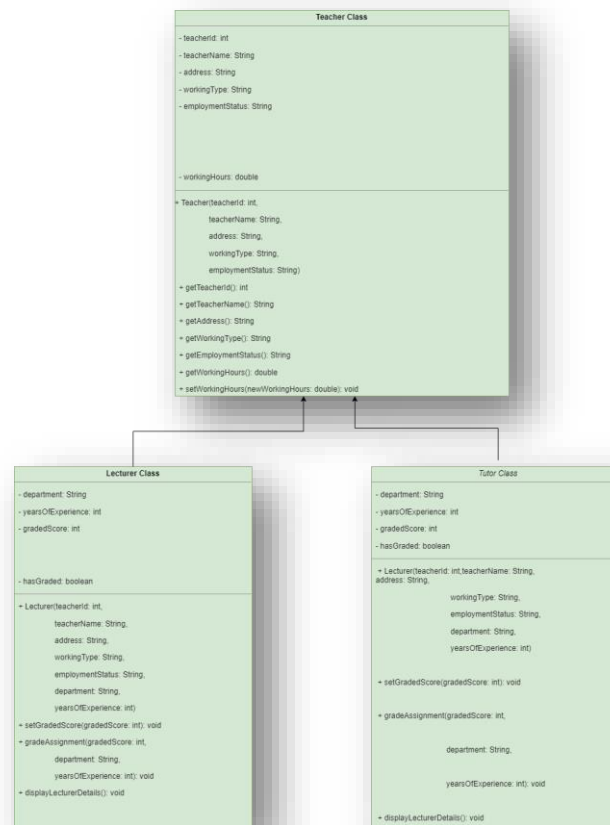 Teacher Class
- teacherId: int
- teacherName: String
- address: String
- workingType: String
- employmentStatus: String
- workingHours: double
+ Teacher(teacherId: int,
teacherName: String,
address: String,
workingType: String,
employmentStatus: String)
+ getTeacherId(): int
+ getTeacherName(): String
+ getAddress(): String
+ getWorkingType(): String
+ getEmploymentStatus(): String
+ getWorkingHours(): double
+ setWorkingHours(newWorkingHours: double): void
Lecturer Class
- department: String
- yearsOfExperience: int
- gradedScore: int
- hasGraded: boolean
+ Lecturer(teacherId: int,
teacherName: String,
address: String,
workingType: String,
employmentStatus: String,
department: String,
yearsOfExperience: int)
+ setGradedScore(gradedScore: int): void
+ gradeAssignment(gradedScore: int,
department: String,
yearsOfExperience: int): void
+ displayLecturerDetails(): void
Tutor Class
- department: String
- yearsOfExperience: int
- gradedScore: int
- hasGraded: boolean
+ Lecturer(teacherId: int,teacherName: String,
address: String,
workingType: String,
employmentStatus: String,
department: String,
yearsOfExperience: int)
+ setGradedScore(gradedScore: int): void
+ gradeAssignment(gradedScore: int,
department: String,
yearsOfExperience: int): void
+ displayLecturerDetails(): void